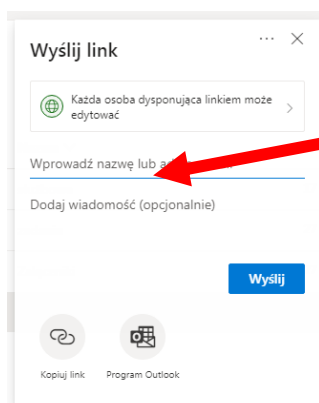 Wyślij link
Każda osoba dysponująca linkiem może
edytować
Wprowadź nazwę lub
Dodaj wiadomość (opcjonalnie)
Wyślij
Kopiuj link
Program Outlook